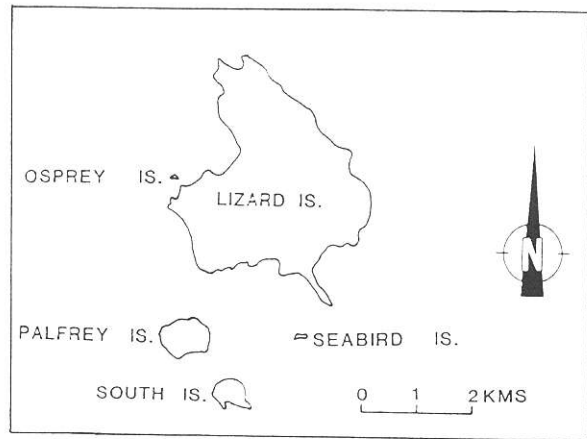 OSPREY IS.
LIZARD IS.
N
PALFREY IS.
SEABIRD IS.
SOUTH IS.
0 1 2 KMS